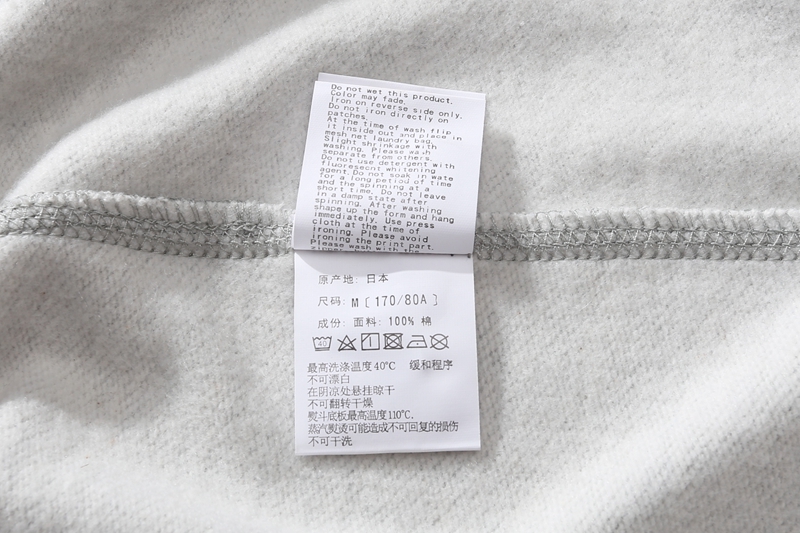 Do not wet this product.
Color may fade.
Iron on reverse side only.
Do not iron directly on
patches.
At the time of wash flip
it inside out and place in
mesh net laundry bag.
Slight shrinkage with
washing. Please wash
separate from others.
Do not use detergent with
fluoresecnt whitening
agent.Do not soak in wate
for a long period of time
and the spinning at a
short time. Do not leave
in a damp state after
spinning. After washing
shape up the form and hang
immediately. Use press
cloth at the time of
ironing. Please avoid
ironing the print part.
Please wash with the
原产地: 日本
尺码: M [ 170/80A ]
成份: 面料: 100% 棉
40
最高洗涤温度40°C 缓和程序
不可漂白
在阴凉处悬挂晾干
不可翻转干燥
熨斗底板最高温度110°C.
蒸汽熨烫可能造成不可回复的损伤
不可干洗